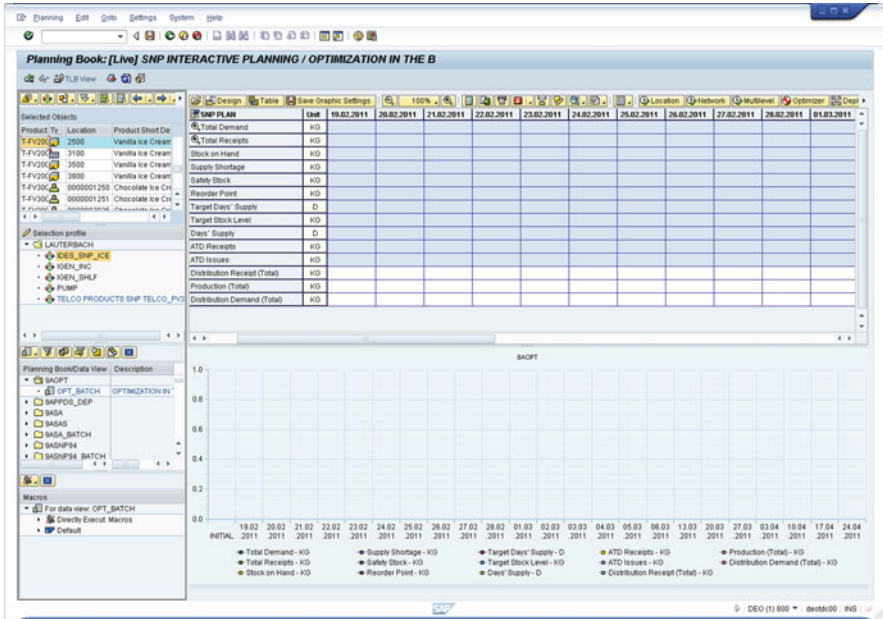 Planning Edit Goto Settings System Help
Planning Book: [Live] SNP INTERACTIVE PLANNING / OPTIMIZATION IN THE B
TLB View
Design Table Save Graphic Settings 100% Location Network Multilevel Optimizer Depl
Selected Objects
Product Ty Location Product Short De
T-FV200 2500 Vanilla Ice Cream
T-FV200 3100 Vanilla Ice Cream
T-FV200 3500 Vanilla Ice Cream
T-FV200 3800 Vanilla Ice Cream
T-FV300 0000001250 Chocolate Ice Cre
T-FV300 0000001251 Chocolate Ice Cre
SNP PLAN Unit 19.02.2011 20.02.2011 21.02.2011 22.02.2011 23.02.2011 24.02.2011 25.02.2011 26.02.2011 27.02.2011 28.02.2011 01.03.2011
Total Demand KG
Total Receipts KG
Stock on Hand KG
Supply Shortage KG
Safety Stock KG
Reorder Point KG
Target Days' Supply D
Target Stock Level KG
Days' Supply D
ATD Receipts KG
ATD Issues KG
Distribution Receipt (Total) KG
Production (Total) KG
Distribution Demand (Total) KG
Selection profile
LAUTERBACH
IDES_SNP_ICE
IGEN_INC
IGEN_SHLF
PUMP
TELCO PRODUCTS SNP TELCO_PV3
Planning Book/Data View Description
9AOPT
OPT_BATCH OPTIMIZATION IN
9APPDS_DEP
9ASA
9ASAS
9ASA_BATCH
9ASNP94
9ASNP94_BATCH
Macros
For data view: OPT_BATCH
Directly Execut. Macros
Default
9AOPT
1.0
0.8
0.6
0.4
0.2
0.0
INITIAL 19.02.2011 20.02.2011 21.02.2011 22.02.2011 23.02.2011 24.02.2011 25.02.2011 26.02.2011 27.02.2011 28.02.2011 01.03.2011 02.03.2011 03.03.2011 04.03.2011 05.03.2011 06.03.2011 13.03.2011 20.03.2011 27.03.2011 03.04.2011 10.04.2011 17.04.2011 24.04.2011
Total Demand - KG Supply Shortage - KG Target Days' Supply - D ATD Receipts - KG Production (Total) - KG
Total Receipts - KG Safety Stock - KG Target Stock Level - KG ATD Issues - KG Distribution Demand (Total) - KG
Stock on Hand - KG Reorder Point - KG Days' Supply - D Distribution Receipt (Total) - KG
SAP
DEO (1) 800 deotdc00 INS